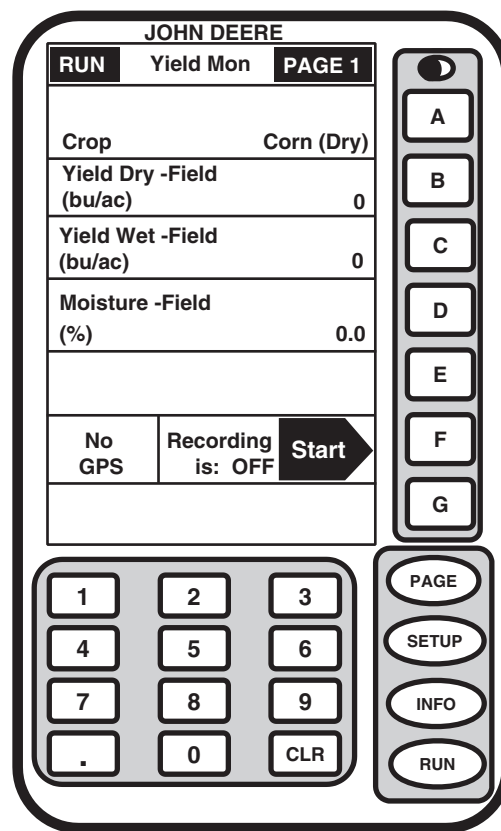 JOHN DEERE
RUN Yield Mon PAGE 1
Crop Corn (Dry)
Yield Dry -Field
(bu/ac) 0
Yield Wet -Field
(bu/ac) 0
Moisture -Field
(%) 0.0
No
GPS
Recording
is: OFF
Start
A
B
C
D
E
F
G
PAGE
SETUP
INFO
RUN
1 2 3
4 5 6
7 8 9
. 0 CLR